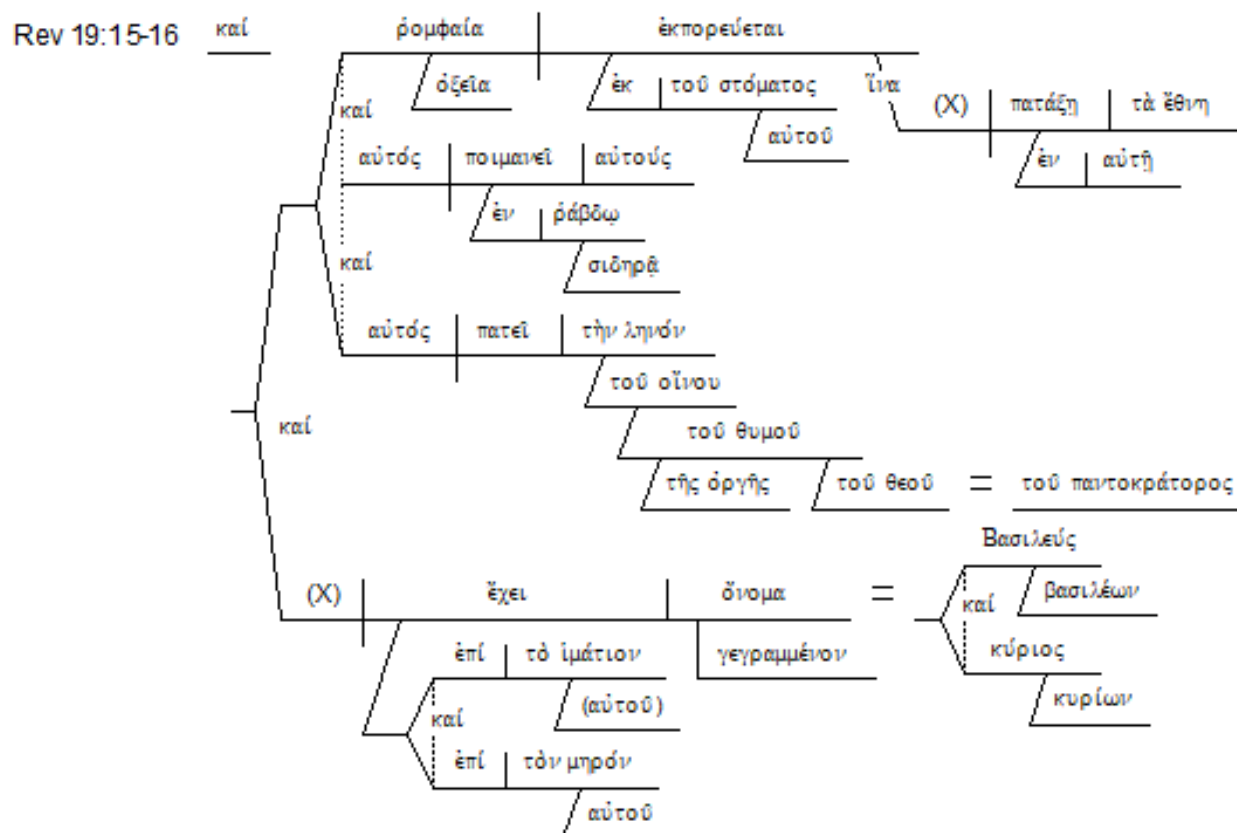 Rev 19:15-16 καί ῥομφαία ἐκπορεύεται
ὀξεῖα ἐκ τοῦ στόματος ἵνα (X) πατάξῃ τὰ ἔθνη
καί
αὐτοῦ
αὐτός ποιμανεῖ αὐτούς ἐν αὐτῇ
ἐν ῥάβδῳ
καί σιδηρᾷ
αὐτός πατεῖ τὴν ληνόν
τοῦ οἴνου
καί τοῦ θυμοῦ
τῆς ὀργῆς τοῦ θεοῦ = τοῦ παντοκράτορος
Βασιλεύς
(X) ἔχει ὄνομα = καί βασιλέων
ἐπί τὸ ἱμάτιον γεγραμμένον κύριος
καί (αὐτοῦ) κυρίων
ἐπί τὸν μηρόν
αὐτοῦ